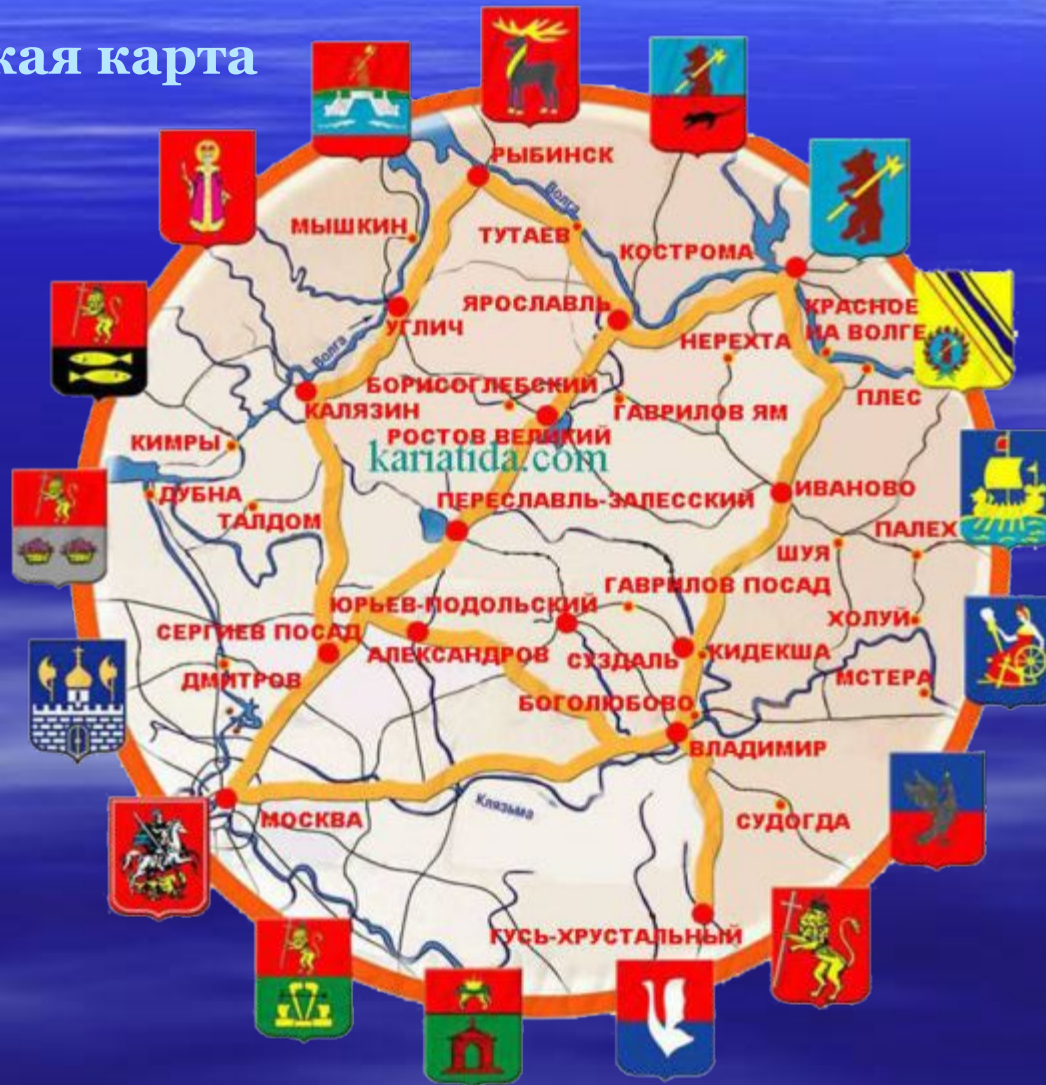 кая карта
РЫБИНСК
Волга
МЫШКИН
ТУТАЕВ
КОСТРОМА
ЯРОСЛАВЛЬ
КРАСНОЕ
НА ВОЛГЕ
УГЛИЧ
НЕРЕХТА
Волга
БОРИСОГЛЕБСКИЙ
ПЛЕС
КАЛЯЗИН
ГАВРИЛОВ ЯМ
РОСТОВ ВЕЛИКИЙ
КИМРЫ
kariatida.com
ДУБНА
ПЕРЕСЛАВЛЬ-ЗАЛЕССКИЙ
ИВАНОВО
ТАЛДОМ
ПАЛЕХ
ШУЯ
ГАВРИЛОВ ПОСАД
ЮРЬЕВ-ПОДОЛЬСКИЙ
ХОЛУЙ
СЕРГИЕВ ПОСАД
АЛЕКСАНДРОВ
СУЗДАЛЬ
КИДЕКША
ДМИТРОВ
МСТЕРА
БОГОЛЮБОВО
ВЛАДИМИР
Клязьма
МОСКВА
СУДОГДА
ГУСЬ-ХРУСТАЛЬНЫЙ